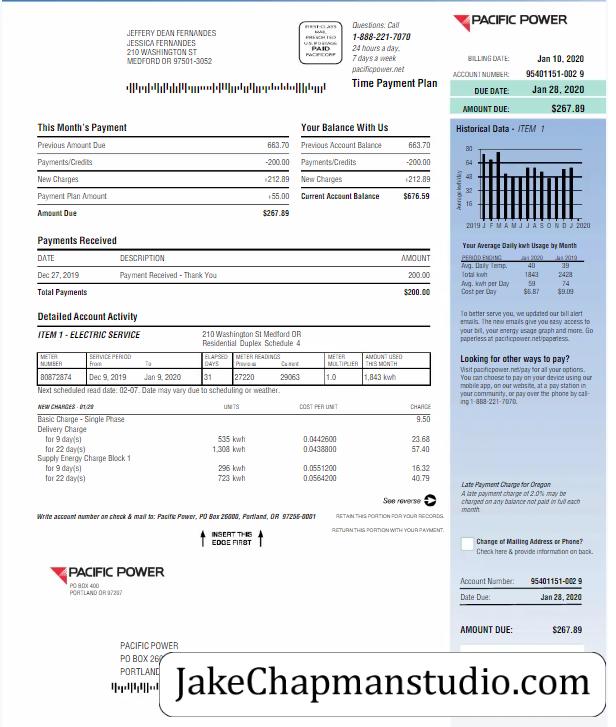 JEFFERY DEAN FERNANDES
JESSICA FERNANDES
210 WASHINGTON ST
MEDFORD OR 97501-3052
FIRST-CLASS
MAIL
PRESORTED
U.S. POSTAGE
PAID
PACIFICORP
Questions: Call
1-888-221-7070
24 hours a day,
7 days a week
pacificpower.net
Time Payment Plan
PACIFIC POWER
BILLING DATE: Jan 10, 2020
ACCOUNT NUMBER: 95401151-002 9
DUE DATE: Jan 28, 2020
AMOUNT DUE: $267.89
This Month's Payment
Previous Amount Due 663.70
Payments/Credits -200.00
New Charges +212.89
Payment Plan Amount +55.00
Amount Due $267.89
Your Balance With Us
Previous Account Balance 663.70
Payments/Credits -200.00
New Charges +212.89
Current Account Balance $676.59
Payments Received
DATE DESCRIPTION AMOUNT
Dec 27, 2019 Payment Received - Thank You 200.00
Total Payments $200.00
Detailed Account Activity
ITEM 1 - ELECTRIC SERVICE 210 Washington St Medford OR
Residential Duplex Schedule 4
METER NUMBER SERVICE PERIOD From To ELAPSED DAYS METER READINGS Previous Current METER MULTIPLIER AMOUNT USED THIS MONTH
80872874 Dec 9, 2019 Jan 9, 2020 31 27220 29063 1.0 1,843 kwh
Next scheduled read date: 02-07. Date may vary due to scheduling or weather.
NEW CHARGES - 01/20 UNITS COST PER UNIT CHARGE
Basic Charge - Single Phase 9.50
Delivery Charge
for 9 day(s) 535 kwh 0.0442600 23.68
for 22 day(s) 1,308 kwh 0.0438800 57.40
Supply Energy Charge Block 1
for 9 day(s) 296 kwh 0.0551200 16.32
for 22 day(s) 723 kwh 0.0564200 40.79
See reverse
Historical Data - ITEM 1
80
64
48
32
16
Average kwh/Day
2019 J F M A M J J A S O N D J 2020
Your Average Daily kwh Usage by Month
PERIOD ENDING Jan 2020 Jan 2019
Avg. Daily Temp. 40 39
Total kwh 1843 2428
Avg. kwh per Day 59 74
Cost per Day $6.87 $9.09
To better serve you, we updated our bill alert
emails. The new emails give you easy access to
your bill, your energy usage graph and more. Go
paperless at pacificpower.net/paperless.
Looking for other ways to pay?
Visit pacificpower.net/pay for all your options.
You can choose to pay on your device using our
mobile app, on our website, at a pay station in
your community, or pay over the phone by call-
ing 1-888-221-7070.
Late Payment Charge for Oregon
A late payment charge of 2.0% may be
charged on any balance not paid in full each
month.
Write account number on check & mail to: Pacific Power, PO Box 26000, Portland, OR 97256-0001
RETAIN THIS PORTION FOR YOUR RECORDS.
RETURN THIS PORTION WITH YOUR PAYMENT.
INSERT THIS
EDGE FIRST
Change of Mailing Address or Phone?
Check here & provide information on back.
PACIFIC POWER
PO BOX 400
PORTLAND OR 97207
Account Number: 95401151-002 9
Date Due: Jan 28, 2020
AMOUNT DUE: $267.89
PACIFIC POWER
PO BOX
PORTLAND
JakeChapmanstudio.com